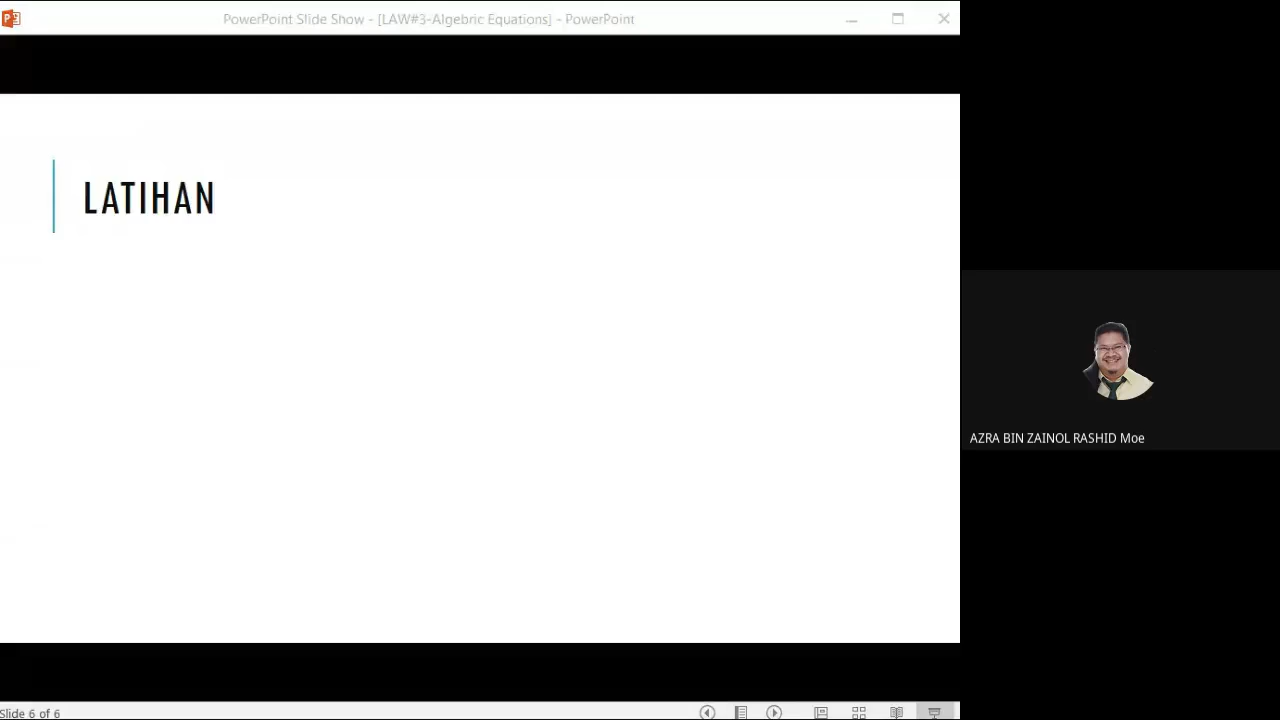 PowerPoint Slide Show - [LAW#3-Algebric Equations] - PowerPoint
LATIHAN
AZRA BIN ZAINOL RASHID Moe
Slide 6 of 6